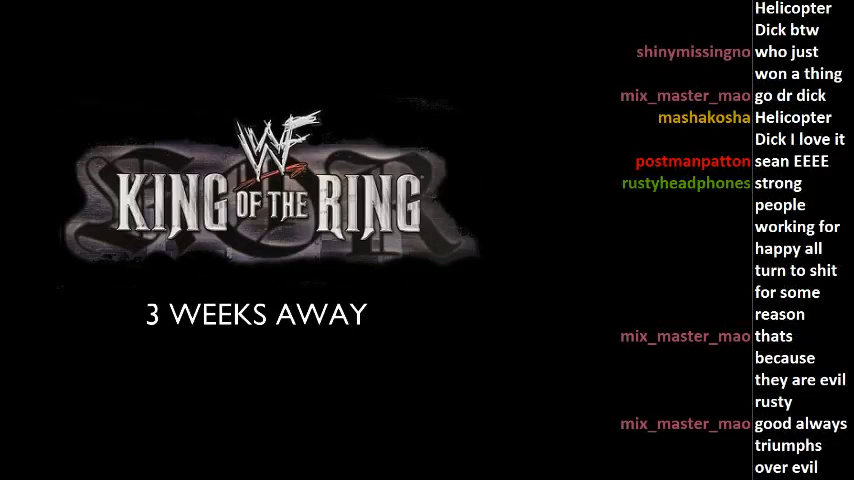 WF
KING OF THE RING
3 WEEKS AWAY
Helicopter
Dick btw
shinymissingno who just
won a thing
mix_master_mao go dr dick
mashakosha Helicopter
Dick I love it
postmanpatton sean EEEE
rustyheadphones strong
people
working for
happy all
turn to shit
for some
reason
mix_master_mao thats
because
they are evil
rusty
mix_master_mao good always
triumphs
over evil